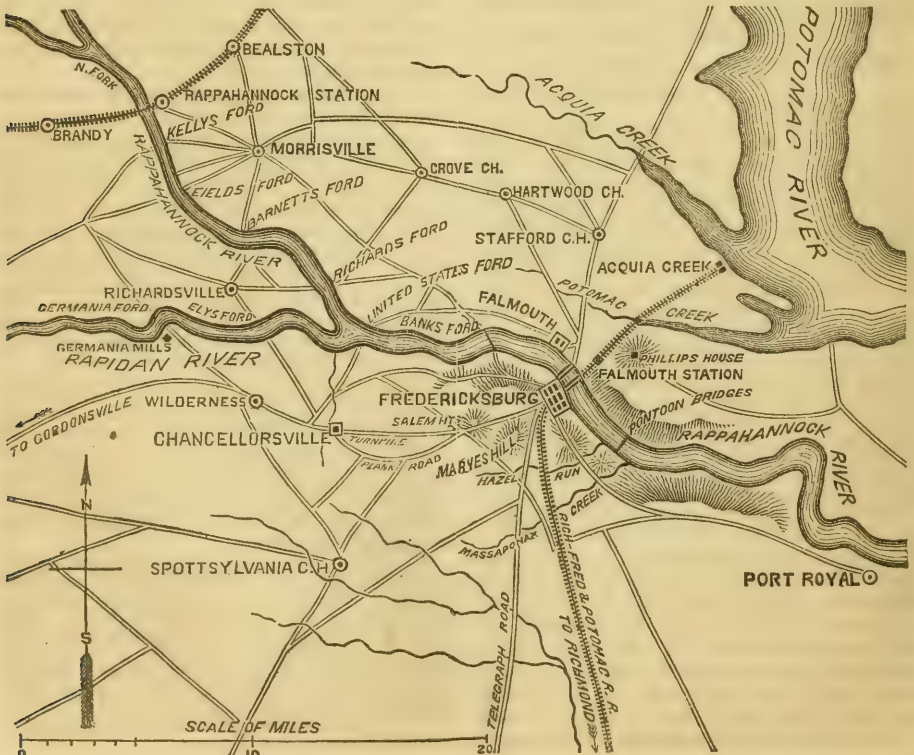 BEALSTON
POTOMAC RIVER
N. FORK
RAPPAHANNOCK STATION
ACQUIA CREEK
KELLYS FORD
BRANDY
MORRISVILLE
RAPPAHANNOCK RIVER
GROVE CH.
FIELDS FORD
HARTWOOD CH.
BARNETTS FORD
STAFFORD C.H.
RICHARDS FORD
ACQUIA CREEK
UNITED STATES FORD
RICHARDSVILLE
POTOMAC CREEK
GERMANIA FORD
ELYS FORD
FALMOUTH
BANKS FORD
GERMANIA MILLS
PHILLIPS HOUSE
RAPIDAN RIVER
FALMOUTH STATION
PONTOON BRIDGES
WILDERNESS
FREDERICKSBURG
TO GORDONSVILLE
SALEM HTS
RAPPAHANNOCK RIVER
CHANCELLORSVILLE
TURNPIKE
MARYES HILL
PLANK ROAD
HAZEL RUN
N
MASSAPONAX CREEK
SPOTTSYLVANIA C.H.
PORT ROYAL
RICH-FRED & POTOMAC R.R.
TO RICHMOND
TELEGRAPH ROAD
S
SCALE OF MILES
0 10 20